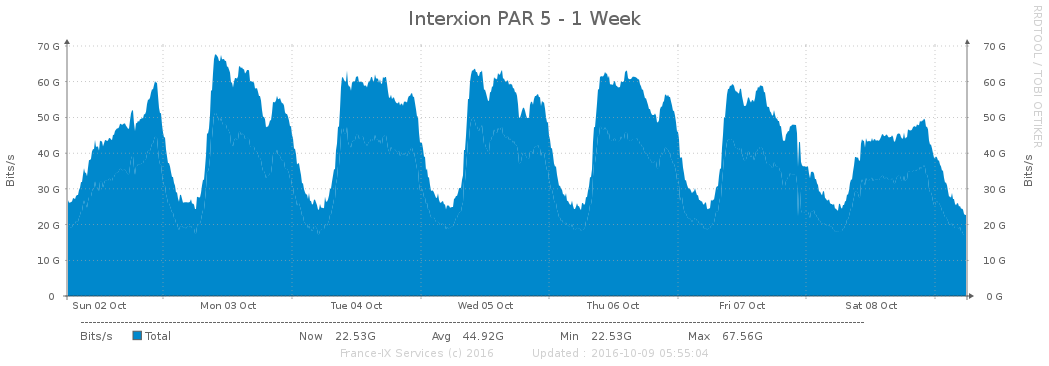 Interxion PAR 5 - 1 Week
RRDTOOL / TOBI OETIKER
Bits/s
70 G 70 G
60 G 60 G
50 G 50 G
40 G 40 G
30 G 30 G
20 G 20 G
10 G 10 G
0 0 G
Bits/s
Sun 02 Oct Mon 03 Oct Tue 04 Oct Wed 05 Oct Thu 06 Oct Fri 07 Oct Sat 08 Oct
Bits/s Total Now 22.53G Avg 44.92G Min 22.53G Max 67.56G
France-IX Services (c) 2016 Updated : 2016-10-09 05:55:04